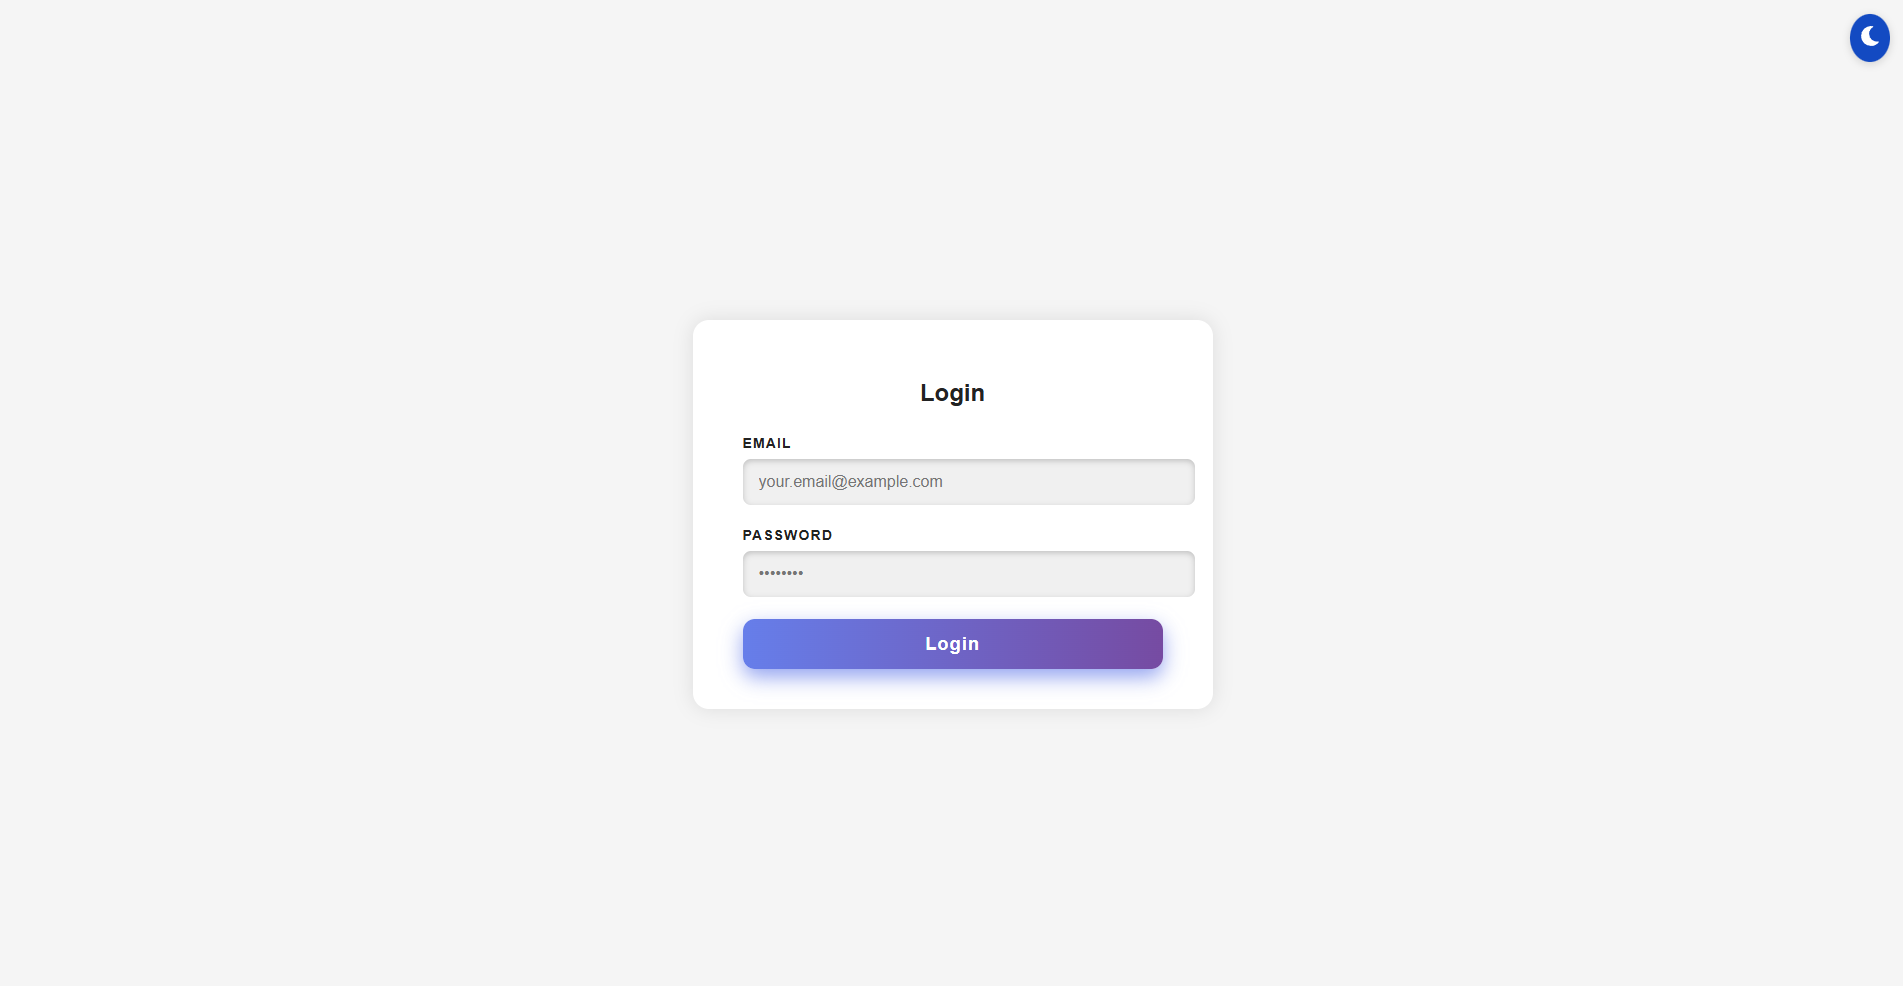 Login
EMAIL
your.email@example.com
PASSWORD
••••••••
Login